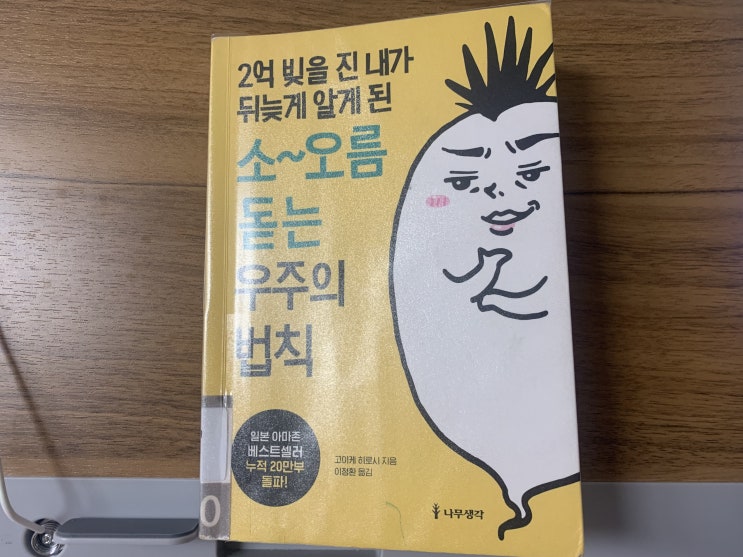 2억 빚을 진 내가
뒤늦게 알게 된
소~오름
돋는
우주의
법칙
일본 아마존
베스트셀러
누적 20만부
돌파!
고이케 히로시 지음
이정환 옮김
나무생각
0